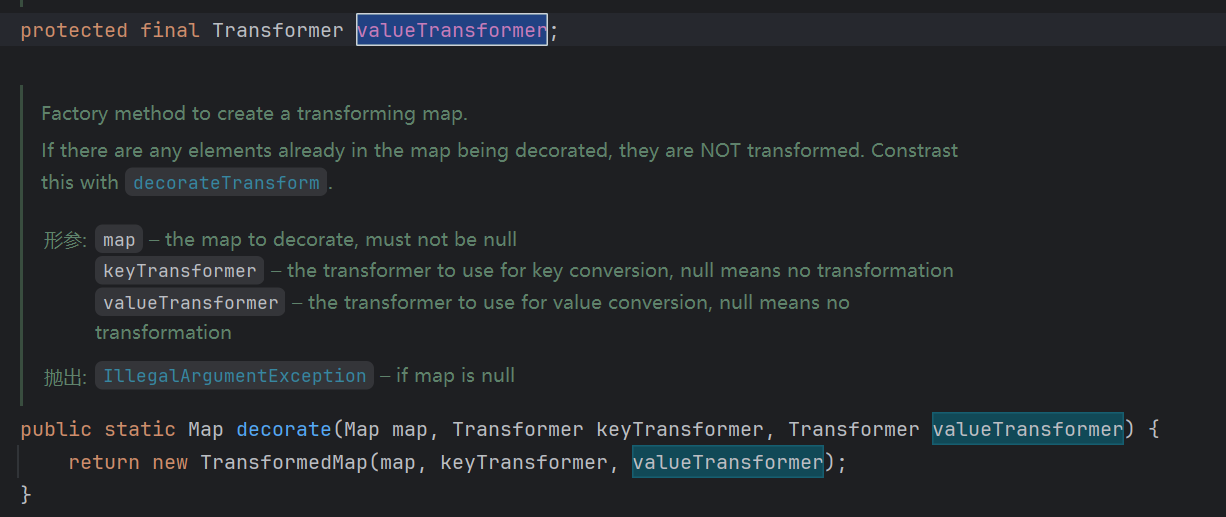 protected final Transformer valueTransformer;
Factory method to create a transforming map.
If there are any elements already in the map being decorated, they are NOT transformed. Constrast
this with decorateTransform.
形参: map – the map to decorate, must not be null
keyTransformer – the transformer to use for key conversion, null means no transformation
valueTransformer – the transformer to use for value conversion, null means no
transformation
抛出: IllegalArgumentException – if map is null
public static Map decorate(Map map, Transformer keyTransformer, Transformer valueTransformer) {
return new TransformedMap(map, keyTransformer, valueTransformer);
}